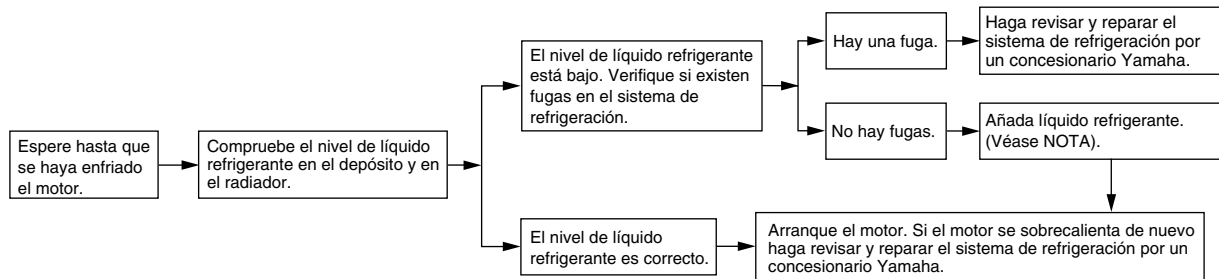 Espere hasta que
se haya enfriado
el motor.
Compruebe el nivel de líquido
refrigerante en el depósito y en
el radiador.
El nivel de líquido refrigerante
está bajo. Verifique si existen
fugas en el sistema de
refrigeración.
Hay una fuga.
Haga revisar y reparar el
sistema de refrigeración por
un concesionario Yamaha.
No hay fugas.
Añada líquido refrigerante.
(Véase NOTA).
El nivel de líquido
refrigerante es correcto.
Arranque el motor. Si el motor se sobrecalienta de nuevo
haga revisar y reparar el sistema de refrigeración por un
concesionario Yamaha.